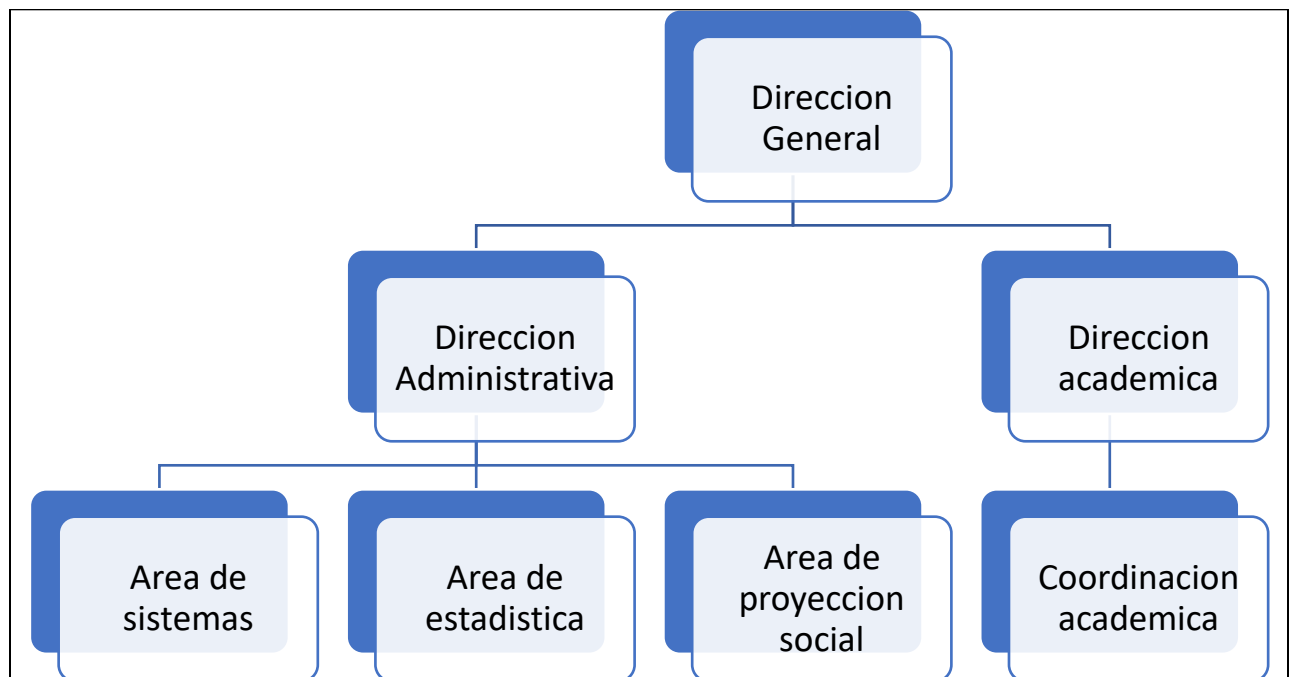 Direccion
General
Direccion
Administrativa
Direccion
academica
Area de
sistemas
Area de
estadistica
Area de
proyeccion
social
Coordinacion
academica